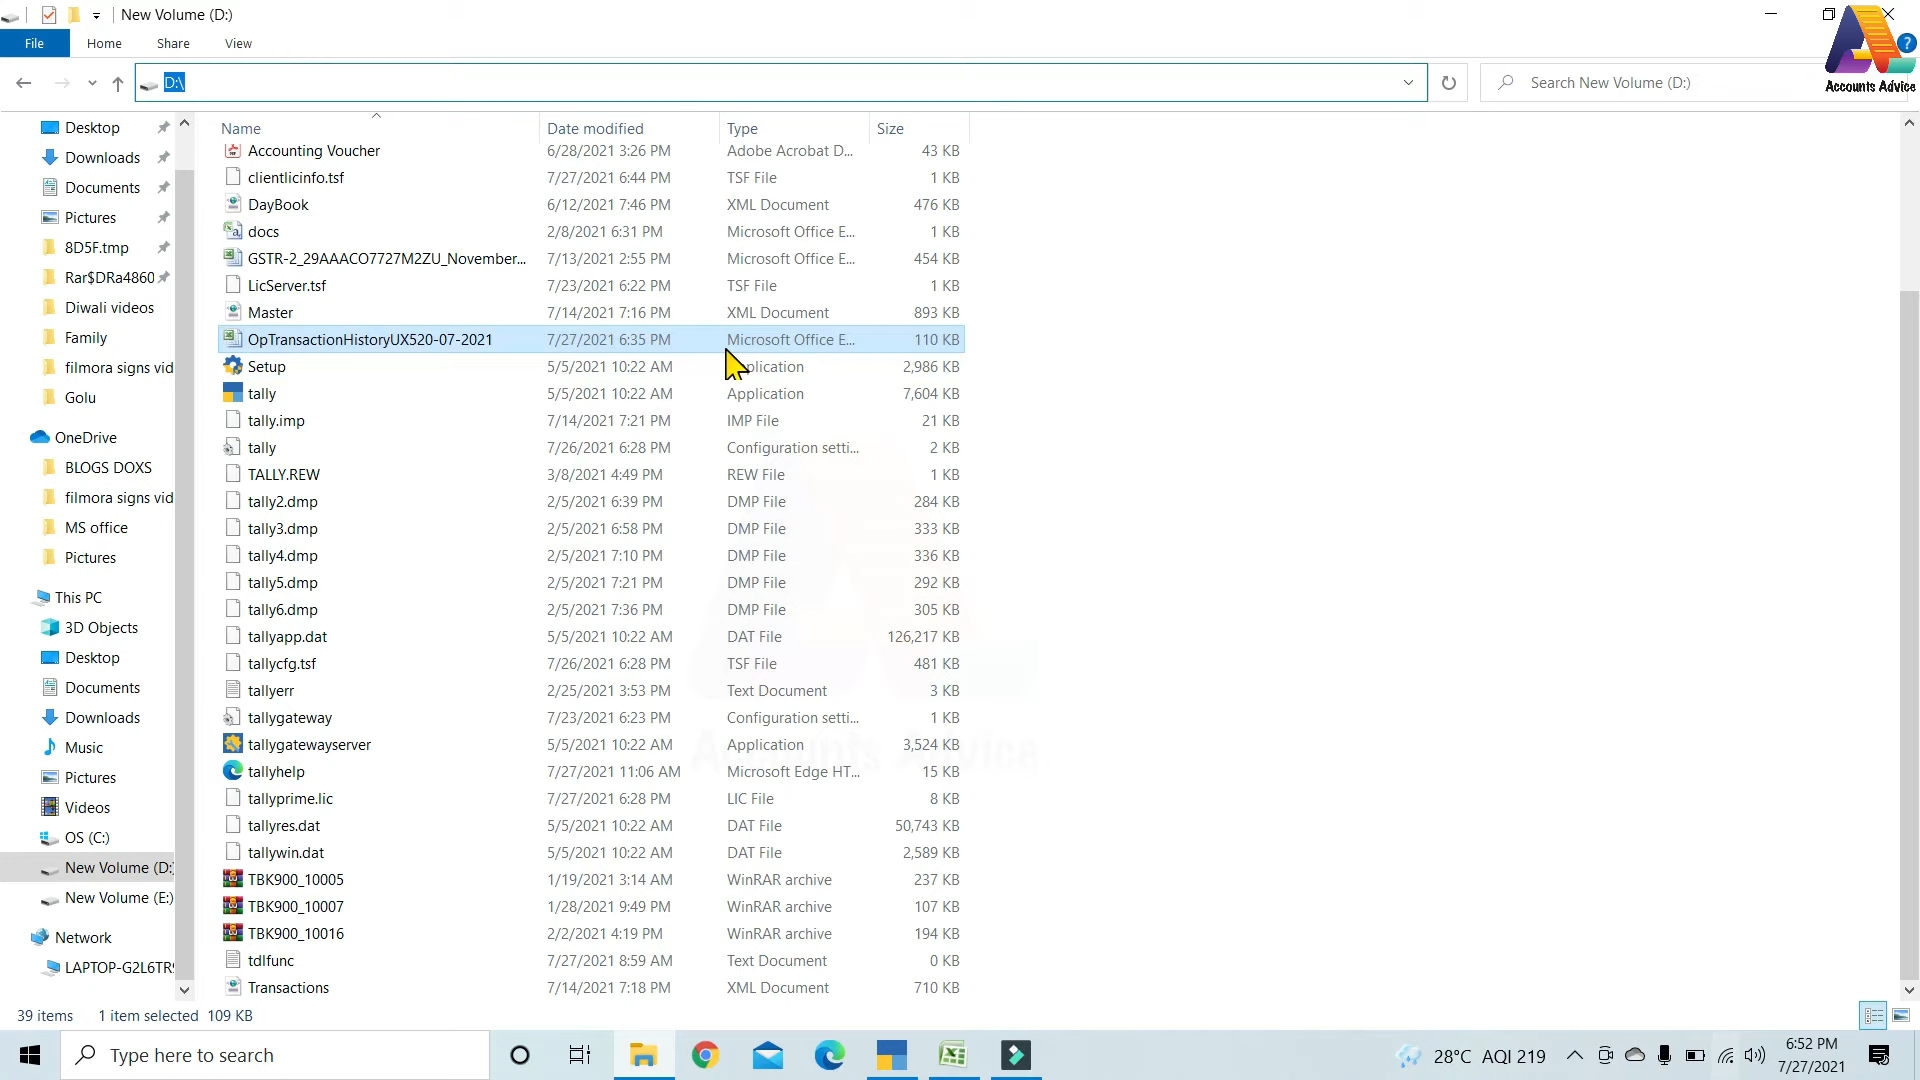 New Volume (D:)
File Home Share View
D:\
Search New Volume (D:)
Accounts Advice
Name Date modified Type Size
Accounting Voucher 6/28/2021 3:26 PM Adobe Acrobat D... 43 KB
clientlicinfo.tsf 7/27/2021 6:44 PM TSF File 1 KB
DayBook 6/12/2021 7:46 PM XML Document 476 KB
docs 2/8/2021 6:31 PM Microsoft Office E... 1 KB
GSTR-2_29AAACO7727M2ZU_November... 7/13/2021 2:55 PM Microsoft Office E... 454 KB
LicServer.tsf 7/23/2021 6:22 PM TSF File 1 KB
Master 7/14/2021 7:16 PM XML Document 893 KB
OpTransactionHistoryUX520-07-2021 7/27/2021 6:35 PM Microsoft Office E... 110 KB
Setup 5/5/2021 10:22 AM plication 2,986 KB
tally 5/5/2021 10:22 AM Application 7,604 KB
tally.imp 7/14/2021 7:21 PM IMP File 21 KB
tally 7/26/2021 6:28 PM Configuration setti... 2 KB
TALLY.REW 3/8/2021 4:49 PM REW File 1 KB
tally2.dmp 2/5/2021 6:39 PM DMP File 284 KB
tally3.dmp 2/5/2021 6:58 PM DMP File 333 KB
tally4.dmp 2/5/2021 7:10 PM DMP File 336 KB
tally5.dmp 2/5/2021 7:21 PM DMP File 292 KB
tally6.dmp 2/5/2021 7:36 PM DMP File 305 KB
tallyapp.dat 5/5/2021 10:22 AM DAT File 126,217 KB
tallycfg.tsf 7/26/2021 6:28 PM TSF File 481 KB
tallyerr 2/25/2021 3:53 PM Text Document 3 KB
tallygateway 7/23/2021 6:23 PM Configuration setti... 1 KB
tallygatewayserver 5/5/2021 10:22 AM Application 3,524 KB
tallyhelp 7/27/2021 11:06 AM Microsoft Edge HT... 15 KB
tallyprime.lic 7/27/2021 6:28 PM LIC File 8 KB
tallyres.dat 5/5/2021 10:22 AM DAT File 50,743 KB
tallywin.dat 5/5/2021 10:22 AM DAT File 2,589 KB
TBK900_10005 1/19/2021 3:14 AM WinRAR archive 237 KB
TBK900_10007 1/28/2021 9:49 PM WinRAR archive 107 KB
TBK900_10016 2/2/2021 4:19 PM WinRAR archive 194 KB
tdlfunc 7/27/2021 8:59 AM Text Document 0 KB
Transactions 7/14/2021 7:18 PM XML Document 710 KB
Desktop
Downloads
Documents
Pictures
8D5F.tmp
Rar$DRa4860
Diwali videos
Family
filmora signs vid
Golu
OneDrive
BLOGS DOXS
filmora signs vid
MS office
Pictures
This PC
3D Objects
Desktop
Documents
Downloads
Music
Pictures
Videos
OS (C:)
New Volume (D:)
New Volume (E:)
Network
LAPTOP-G2L6TR9
Accounts Advice
39 items 1 item selected 109 KB
Type here to search
28°C AQI 219
6:52 PM
7/27/2021